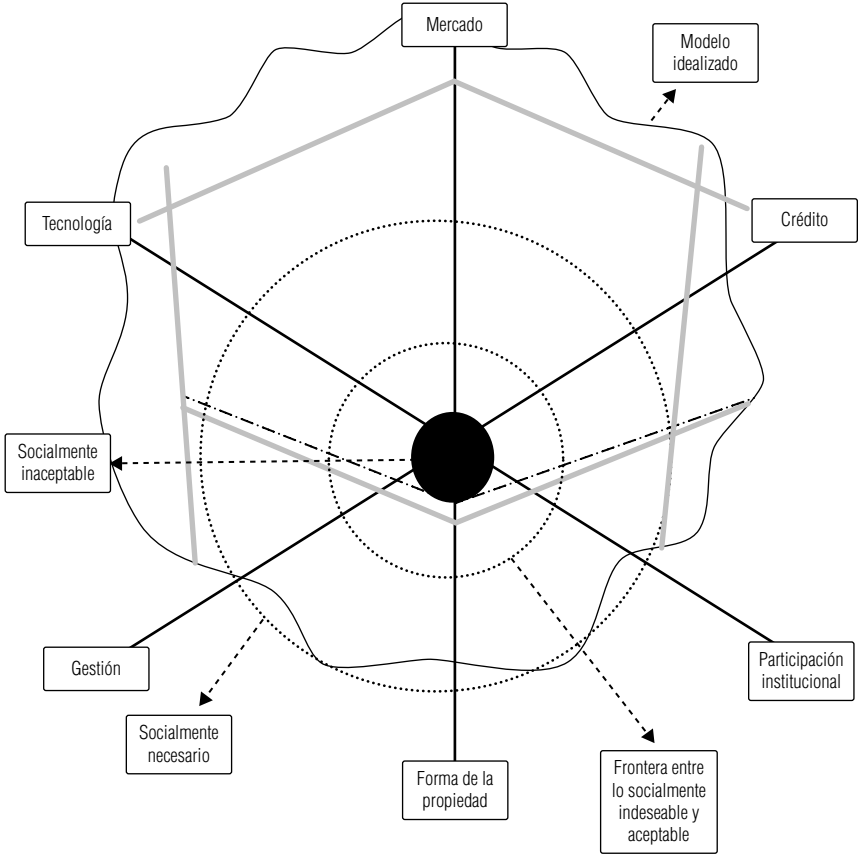 Mercado
Modelo
idealizado
Tecnología
Crédito
Socialmente
inaceptable
Gestión
Participación
institucional
Socialmente
necesario
Forma de la
propiedad
Frontera entre
lo socialmente
indeseable y
aceptable